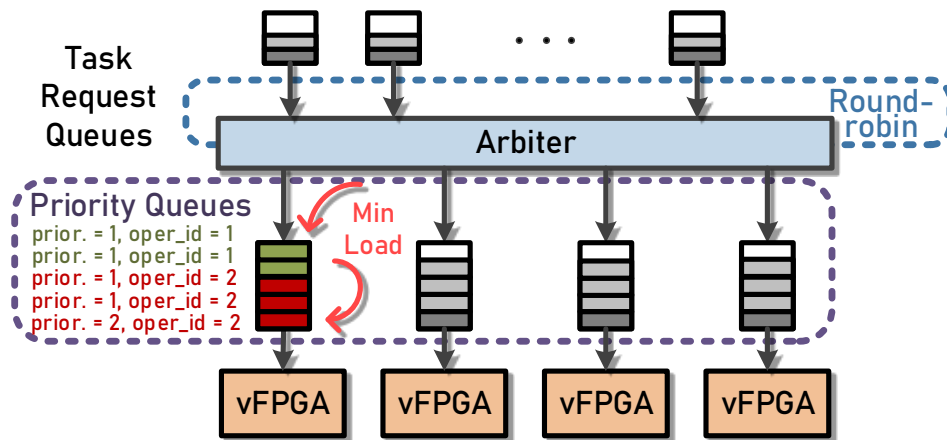 Task
Request
Queues
. . .
Round-
robin
Arbiter
Priority Queues
prior. = 1, oper_id = 1
prior. = 1, oper_id = 1
prior. = 1, oper_id = 2
prior. = 1, oper_id = 2
prior. = 2, oper_id = 2
Min
Load
vFPGA
vFPGA
vFPGA
vFPGA